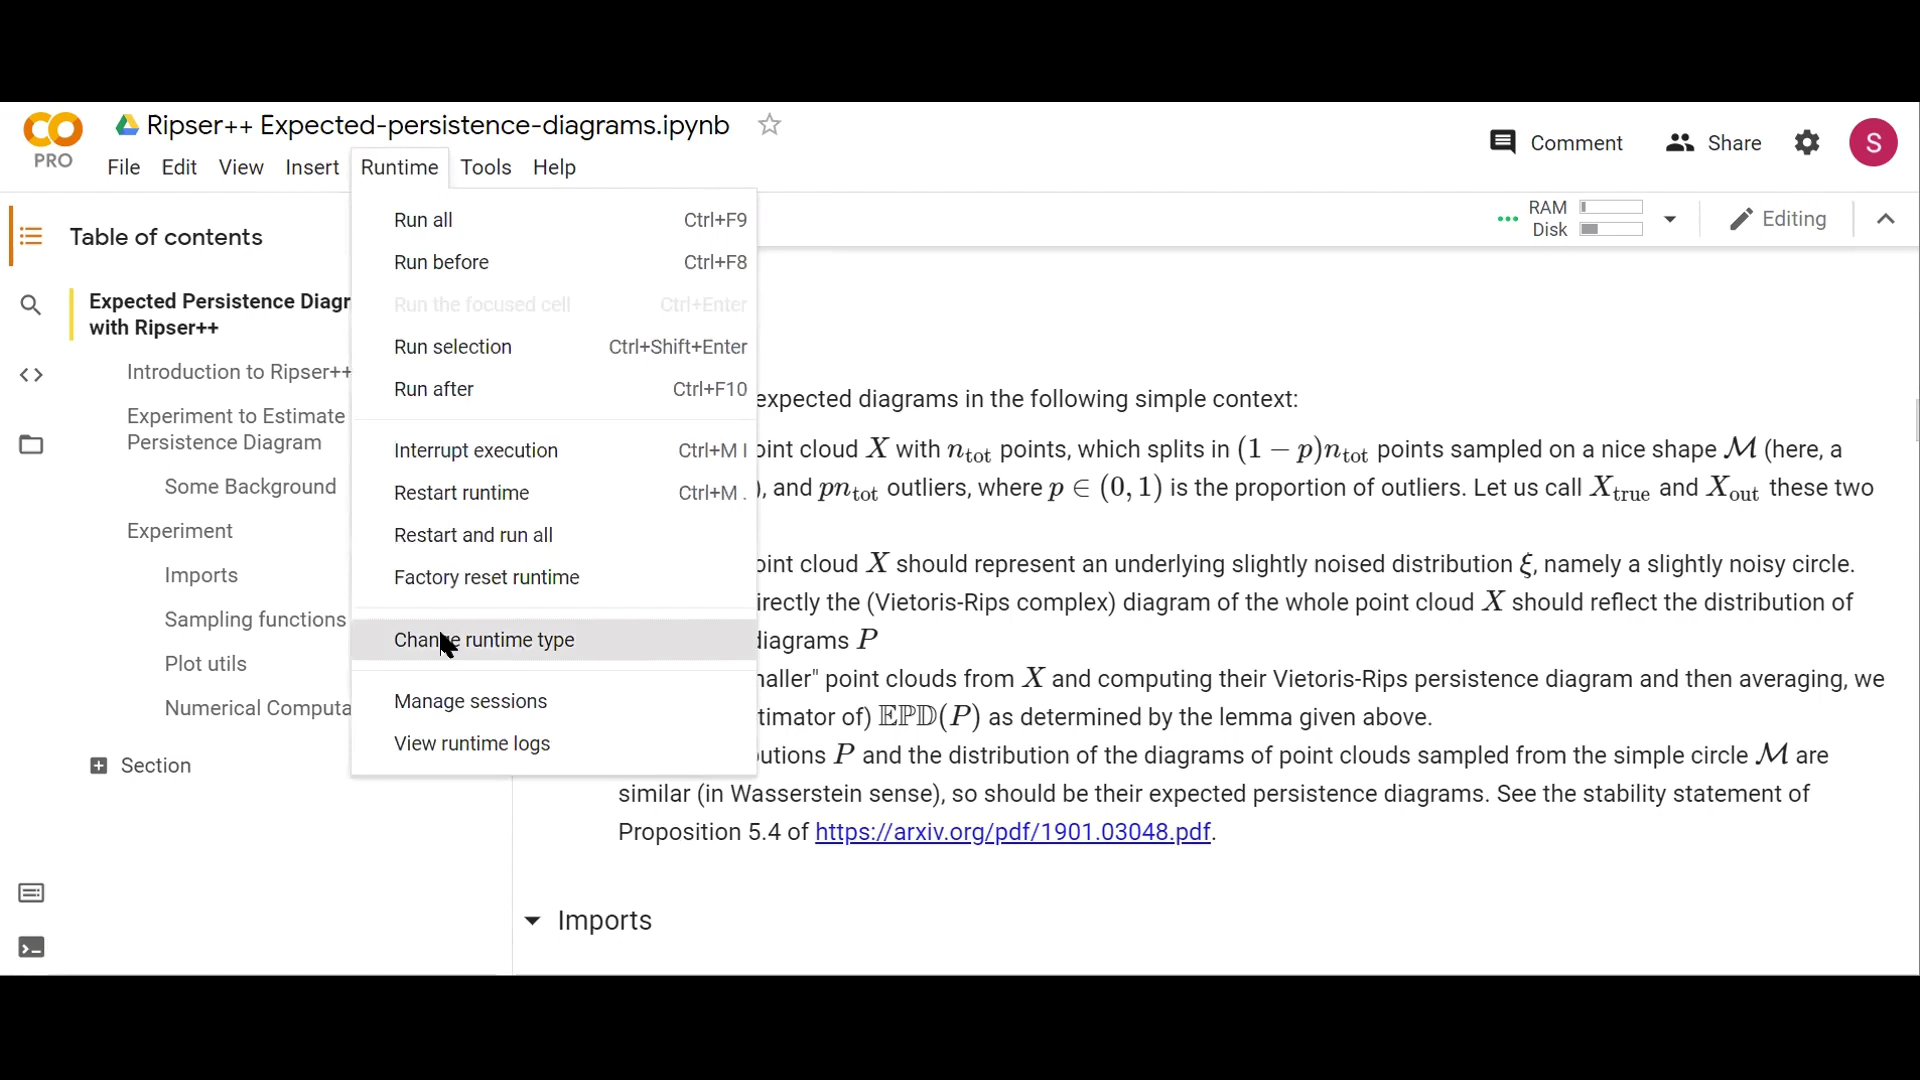 PRO
Ripser++ Expected-persistence-diagrams.ipynb
File Edit View Insert Runtime Tools Help
Comment
Share
S
Table of contents
Expected Persistence Diagr
with Ripser++
Introduction to Ripser++
Experiment to Estimate
Persistence Diagram
Some Background
Experiment
Imports
Sampling functions
Plot utils
Numerical Computa
Section
Run all Ctrl+F9
Run before Ctrl+F8
Run the focused cell Ctrl+Enter
Run selection Ctrl+Shift+Enter
Run after Ctrl+F10
Interrupt execution Ctrl+M I
Restart runtime Ctrl+M .
Restart and run all
Factory reset runtime
Change runtime type
Manage sessions
View runtime logs
RAM
Disk
Editing
expected diagrams in the following simple context:
oint cloud X with n_tot points, which splits in (1 − p)n_tot points sampled on a nice shape ℳ (here, a
), and pn_tot outliers, where p ∈ (0, 1) is the proportion of outliers. Let us call X_true and X_out these two
oint cloud X should represent an underlying slightly noised distribution ξ, namely a slightly noisy circle.
irectly the (Vietoris-Rips complex) diagram of the whole point cloud X should reflect the distribution of
diagrams P
naller" point clouds from X and computing their Vietoris-Rips persistence diagram and then averaging, we
timator of) 𝔼ℙ𝔻(P) as determined by the lemma given above.
utions P and the distribution of the diagrams of point clouds sampled from the simple circle ℳ are
similar (in Wasserstein sense), so should be their expected persistence diagrams. See the stability statement of
Proposition 5.4 of https://arxiv.org/pdf/1901.03048.pdf.
Imports